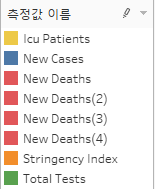 측정값 이름
Icu Patients
New Cases
New Deaths
New Deaths(2)
New Deaths(3)
New Deaths(4)
Stringency Index
Total Tests